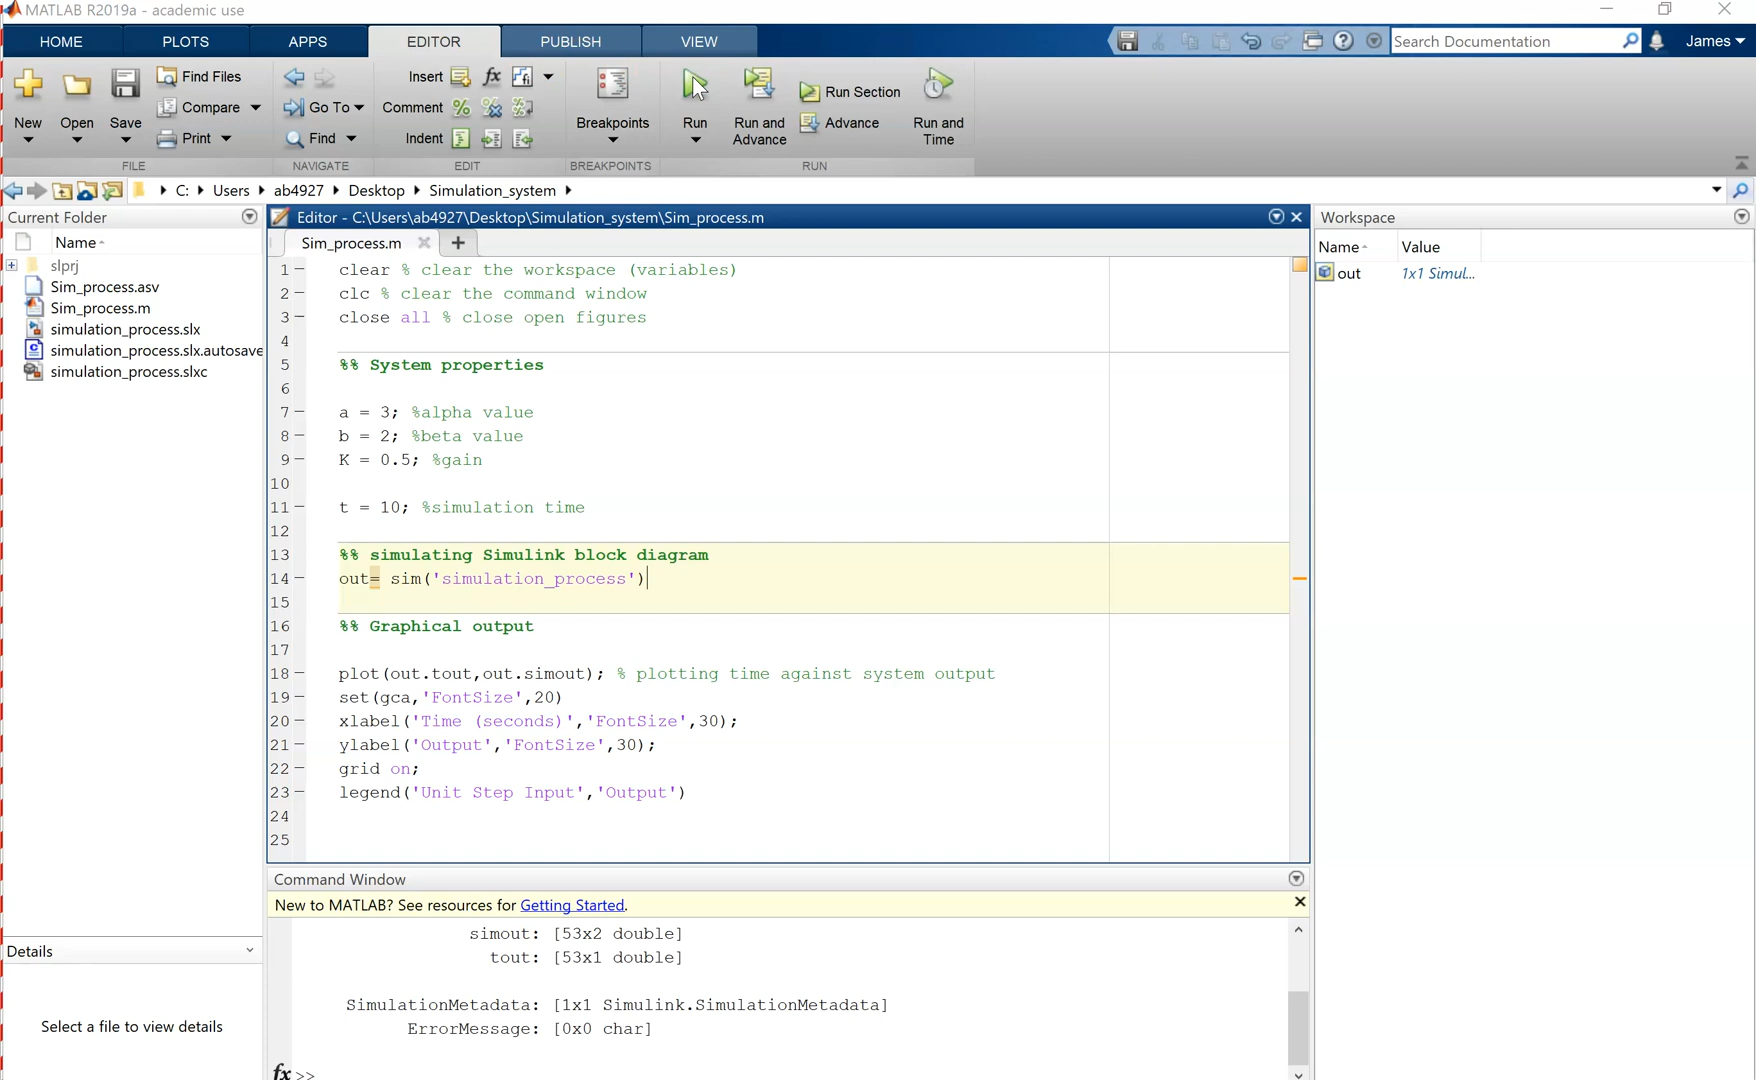 MATLAB R2019a - academic use
HOME PLOTS APPS EDITOR PUBLISH VIEW Search Documentation James
New Open Save Find Files Compare Print FILE
Go To Find NAVIGATE
Insert fx Comment Indent EDIT
Breakpoints BREAKPOINTS
Run Run and Advance Run Section Advance Run and Time RUN
C: Users ab4927 Desktop Simulation_system
Current Folder
Name
slprj
Sim_process.asv
Sim_process.m
simulation_process.slx
simulation_process.slx.autosave
simulation_process.slxc
Details
Select a file to view details
Editor - C:\Users\ab4927\Desktop\Simulation_system\Sim_process.m
Sim_process.m +
1 clear % clear the workspace (variables)
2 clc % clear the command window
3 close all % close open figures
4
5 %% System properties
6
7 a = 3; %alpha value
8 b = 2; %beta value
9 K = 0.5; %gain
10
11 t = 10; %simulation time
12
13 %% simulating Simulink block diagram
14 out= sim('simulation_process')
15
16 %% Graphical output
17
18 plot(out.tout,out.simout); % plotting time against system output
19 set(gca,'FontSize',20)
20 xlabel('Time (seconds)','FontSize',30);
21 ylabel('Output','FontSize',30);
22 grid on;
23 legend('Unit Step Input','Output')
24
25
Command Window
New to MATLAB? See resources for Getting Started.
simout: [53x2 double]
tout: [53x1 double]
SimulationMetadata: [1x1 Simulink.SimulationMetadata]
ErrorMessage: [0x0 char]
fx >>
Workspace
Name Value
out 1x1 Simul...